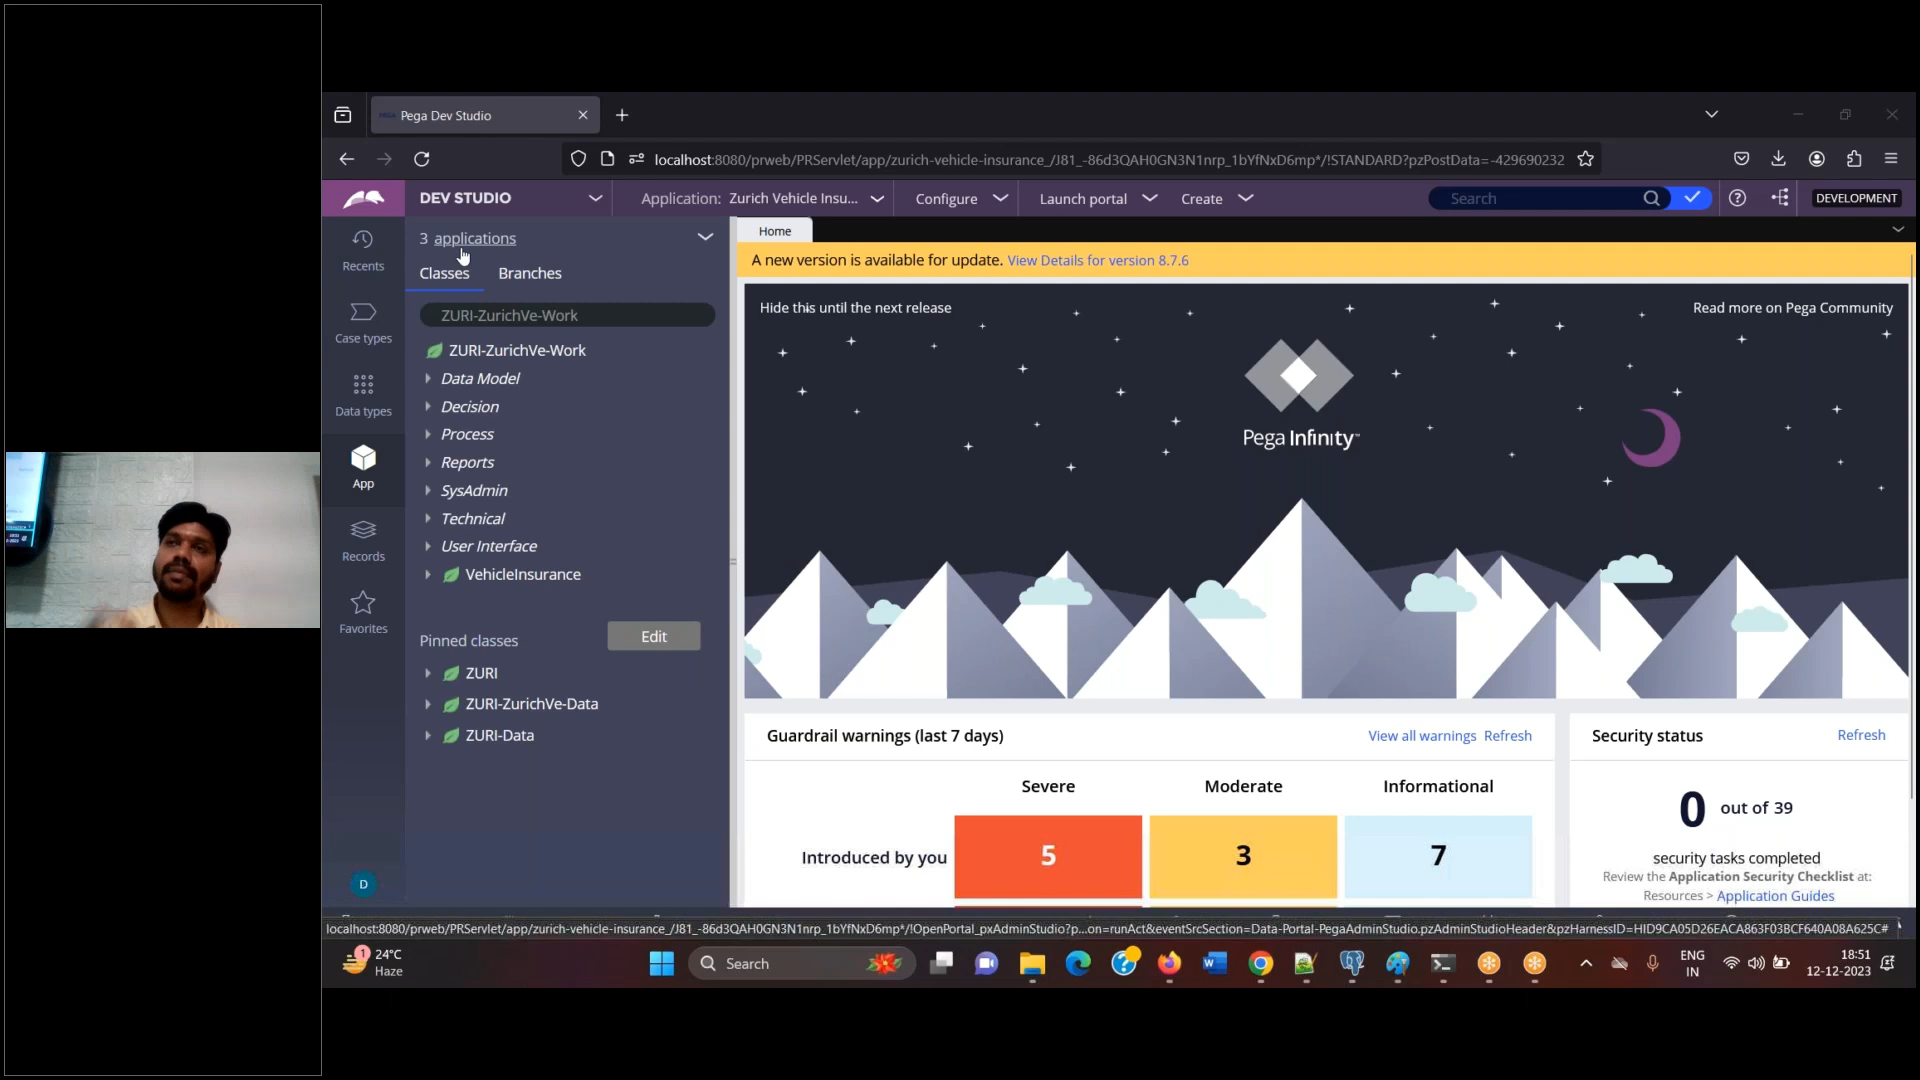 Pega Dev Studio
localhost:8080/prweb/PRServlet/app/zurich-vehicle-insurance_/J81_-86d3QAH0GN3N1nrp_1bYfNxD6mp*/!STANDARD?pzPostData=-429690232
DEV STUDIO
Application: Zurich Vehicle Insu...
Configure
Launch portal
Create
Search
DEVELOPMENT
Recents
Case types
Data types
App
Records
Favorites
D
3 applications
Classes
Branches
ZURI-ZurichVe-Work
ZURI-ZurichVe-Work
Data Model
Decision
Process
Reports
SysAdmin
Technical
User Interface
VehicleInsurance
Pinned classes
Edit
ZURI
ZURI-ZurichVe-Data
ZURI-Data
Home
A new version is available for update. View Details for version 8.7.6
Hide this until the next release
Read more on Pega Community
Pega Infinity™
Guardrail warnings (last 7 days)
View all warnings Refresh
Severe
Moderate
Informational
Introduced by you
5
3
7
Security status
Refresh
0 out of 39
security tasks completed
Review the Application Security Checklist at:
Resources > Application Guides
localhost:8080/prweb/PRServlet/app/zurich-vehicle-insurance_/J81_-86d3QAH0GN3N1nrp_1bYfNxD6mp*/!OpenPortal_pxAdminStudio?p...on=runAct&eventSrcSection=Data-Portal-PegaAdminStudio.pzAdminStudioHeader&pzHarnessID=HID9CA05D26EACA863F03BCF640A08A625C#
1
24°C
Haze
Search
ENG
IN
18:51
12-12-2023